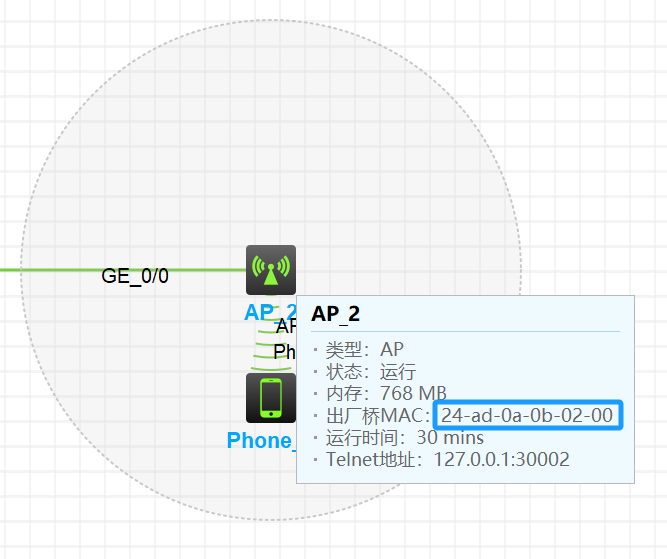 GE_0/0
AP_2
AP
Ph
Phone_
AP_2
· 类型：AP
· 状态：运行
· 内存：768 MB
· 出厂桥MAC：24-ad-0a-0b-02-00
· 运行时间：30 mins
· Telnet地址：127.0.0.1:30002